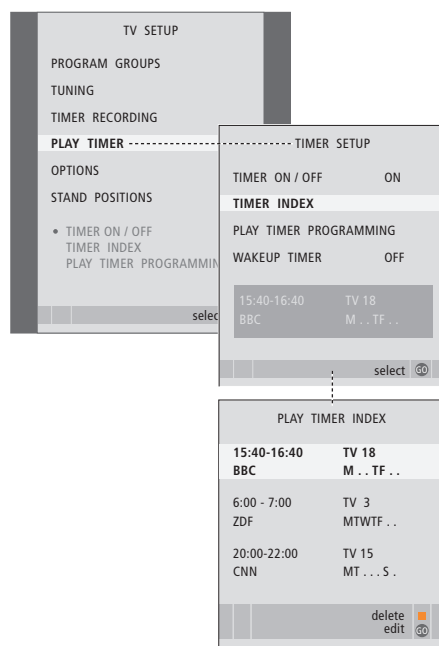 TV SETUP
PROGRAM GROUPS
TUNING
TIMER RECORDING
PLAY TIMER
OPTIONS
STAND POSITIONS
• TIMER ON / OFF
TIMER INDEX
PLAY TIMER PROGRAMMIN
selec
TIMER SETUP
TIMER ON / OFF ON
TIMER INDEX
PLAY TIMER PROGRAMMING
WAKEUP TIMER OFF
15:40-16:40 TV 18
BBC M . . TF . .
select GO
PLAY TIMER INDEX
15:40-16:40 TV 18
BBC M . . TF . .
6:00 - 7:00 TV 3
ZDF MTWTF . .
20:00-22:00 TV 15
CNN MT . . . S .
delete
edit GO